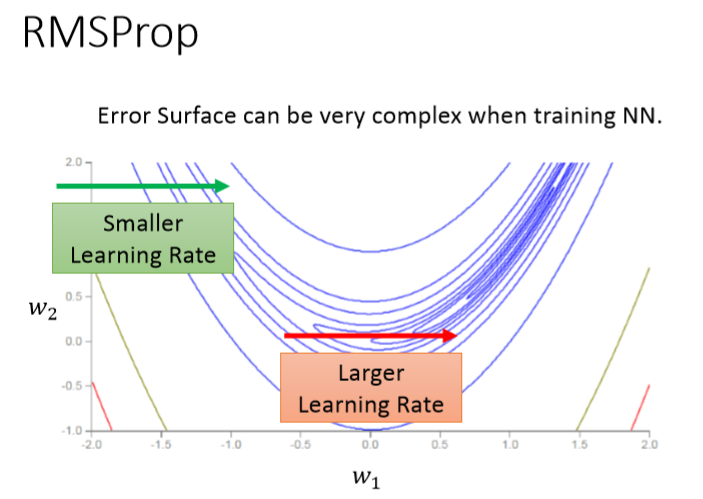 RMSProp
Error Surface can be very complex when training NN.
2.0
Smaller
Learning Rate
0.5
w₂
0.0
-0.5
Larger
Learning Rate
-1.0
-2.0 -1.5 -1.0 -0.5 0.0 0.5 1.0 1.5 2.0
w₁